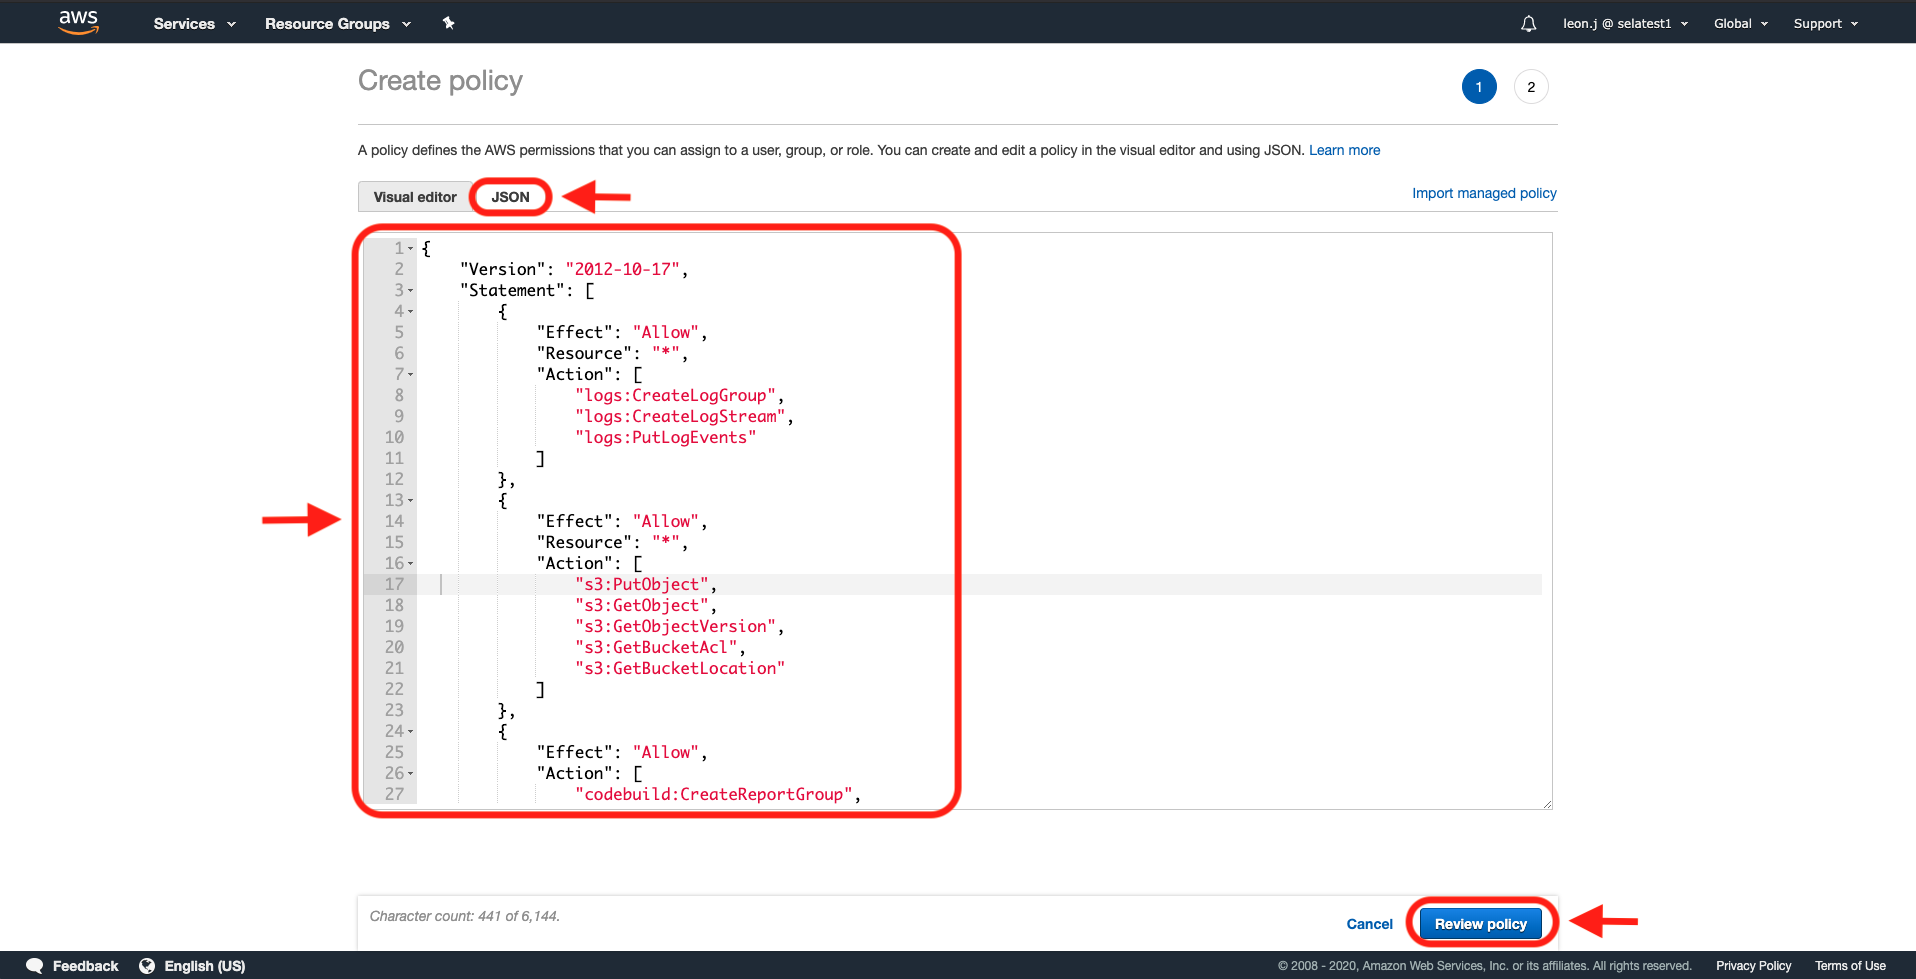 aws Services Resource Groups leon.j @ selatest1 Global Support
Create policy
1 2
A policy defines the AWS permissions that you can assign to a user, group, or role. You can create and edit a policy in the visual editor and using JSON. Learn more
Visual editor JSON Import managed policy
1 {
2 "Version": "2012-10-17",
3 "Statement": [
4 {
5 "Effect": "Allow",
6 "Resource": "*",
7 "Action": [
8 "logs:CreateLogGroup",
9 "logs:CreateLogStream",
10 "logs:PutLogEvents"
11 ]
12 },
13 {
14 "Effect": "Allow",
15 "Resource": "*",
16 "Action": [
17 "s3:PutObject",
18 "s3:GetObject",
19 "s3:GetObjectVersion",
20 "s3:GetBucketAcl",
21 "s3:GetBucketLocation"
22 ]
23 },
24 {
25 "Effect": "Allow",
26 "Action": [
27 "codebuild:CreateReportGroup",
Character count: 441 of 6,144.
Cancel Review policy
Feedback English (US) © 2008 - 2020, Amazon Web Services, Inc. or its affiliates. All rights reserved. Privacy Policy Terms of Use